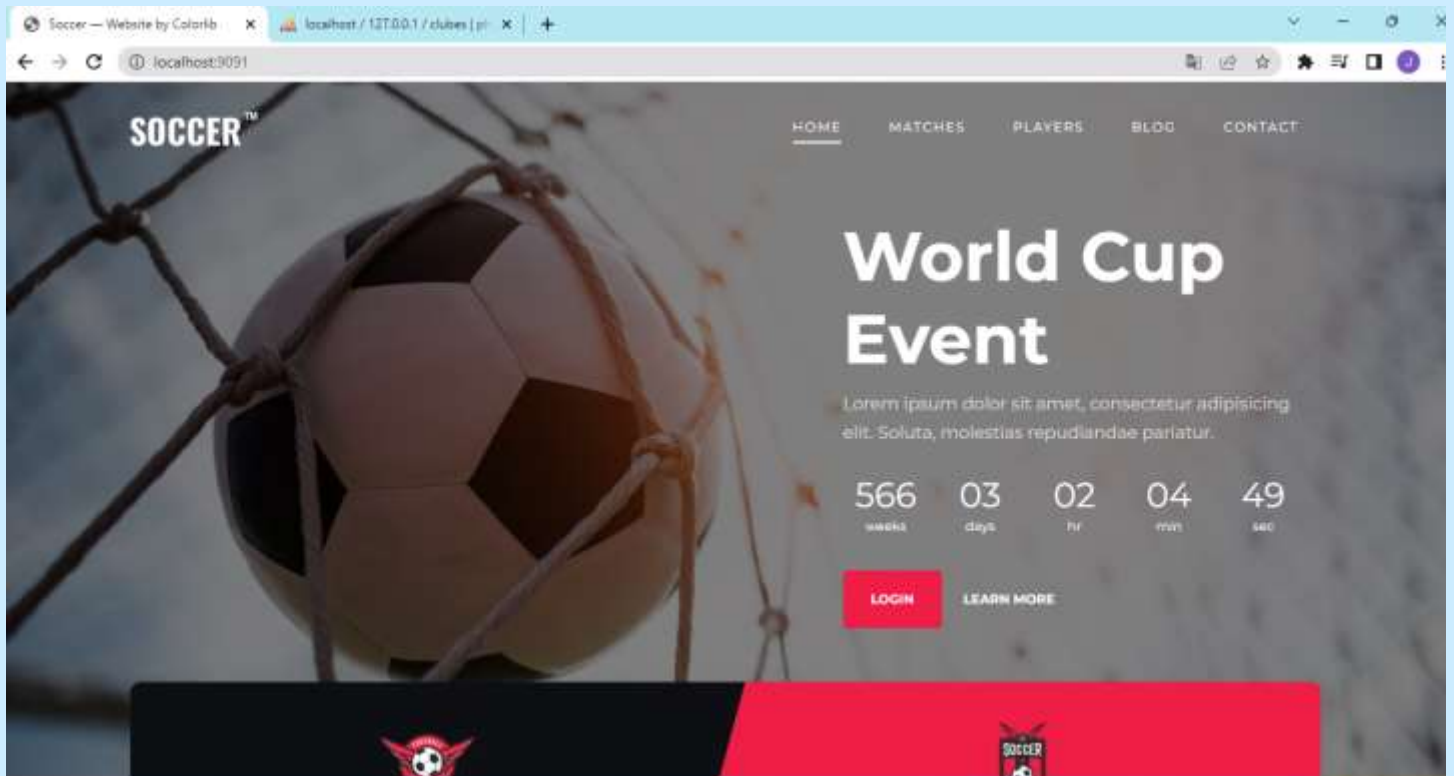 Soccer — Website by Colorlib
localhost / 127.0.0.1 / clubes | ph
localhost:9091
J
SOCCER™
HOME MATCHES PLAYERS BLOG CONTACT
World Cup
Event
Lorem ipsum dolor sit amet, consectetur adipisicing
elit. Soluta, molestias repudiandae pariatur.
566 03 02 04 49
weeks days hr min sec
LOGIN LEARN MORE
FOOTBALL
SOCCER